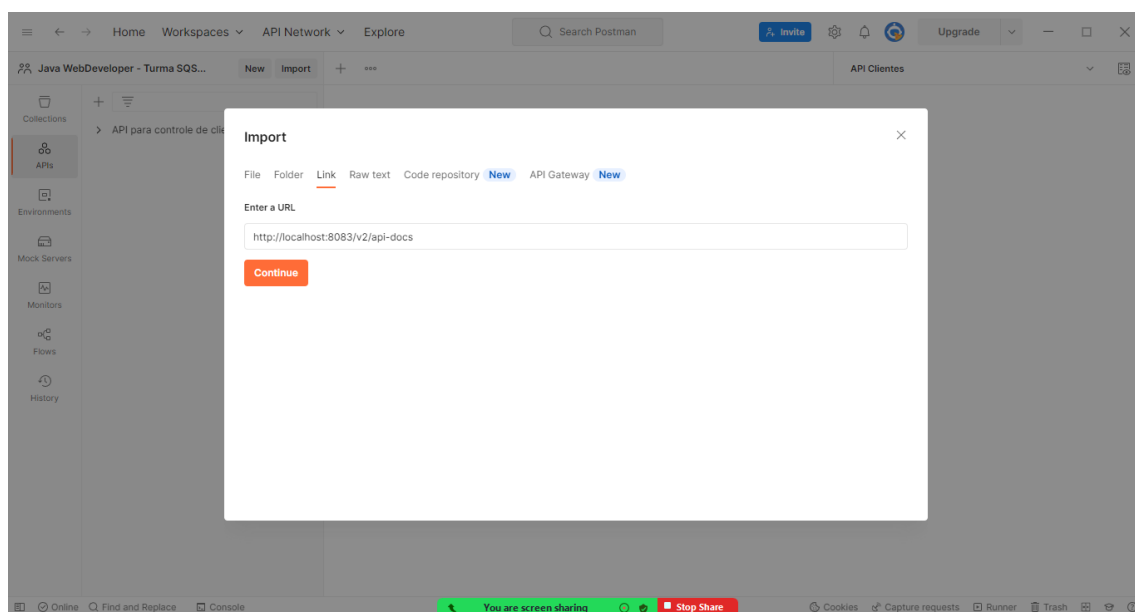 Home Workspaces API Network Explore Search Postman Invite Upgrade
Java WebDeveloper - Turma SQS... New Import API Clientes
Collections
API para controle de clie
APIs
Environments
Mock Servers
Monitors
Flows
History
Import
File Folder Link Raw text Code repository New API Gateway New
Enter a URL
http://localhost:8083/v2/api-docs
Continue
Online Find and Replace Console You are screen sharing Stop Share Cookies Capture requests Runner Trash